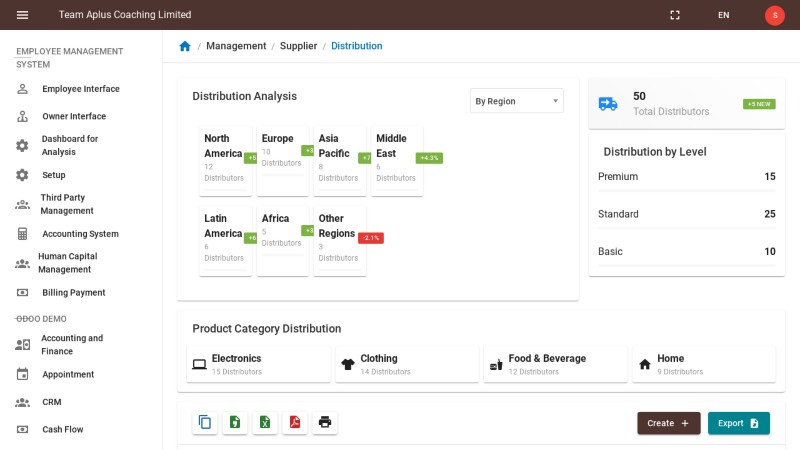 Team Aplus Coaching Limited
EN
S
EMPLOYEE MANAGEMENT
SYSTEM
Employee Interface
Owner Interface
Dashboard for
Analysis
Setup
Third Party
Management
Accounting System
Human Capital
Management
Billing Payment
ODOO DEMO
Accounting and
Finance
Appointment
CRM
Cash Flow
/ Management / Supplier / Distribution
Distribution Analysis
By Region
North
America
12
Distributors
Europe
10
Distributors
Asia
Pacific
8
Distributors
Middle
East
6
Distributors
+4.3%
Latin
America
6
Distributors
Africa
5
Distributors
Other
Regions
3
Distributors
-2.1%
50
Total Distributors
+5 NEW
Distribution by Level
Premium 15
Standard 25
Basic 10
Product Category Distribution
Electronics
15 Distributors
Clothing
14 Distributors
Food & Beverage
12 Distributors
Home
9 Distributors
Create +
Export